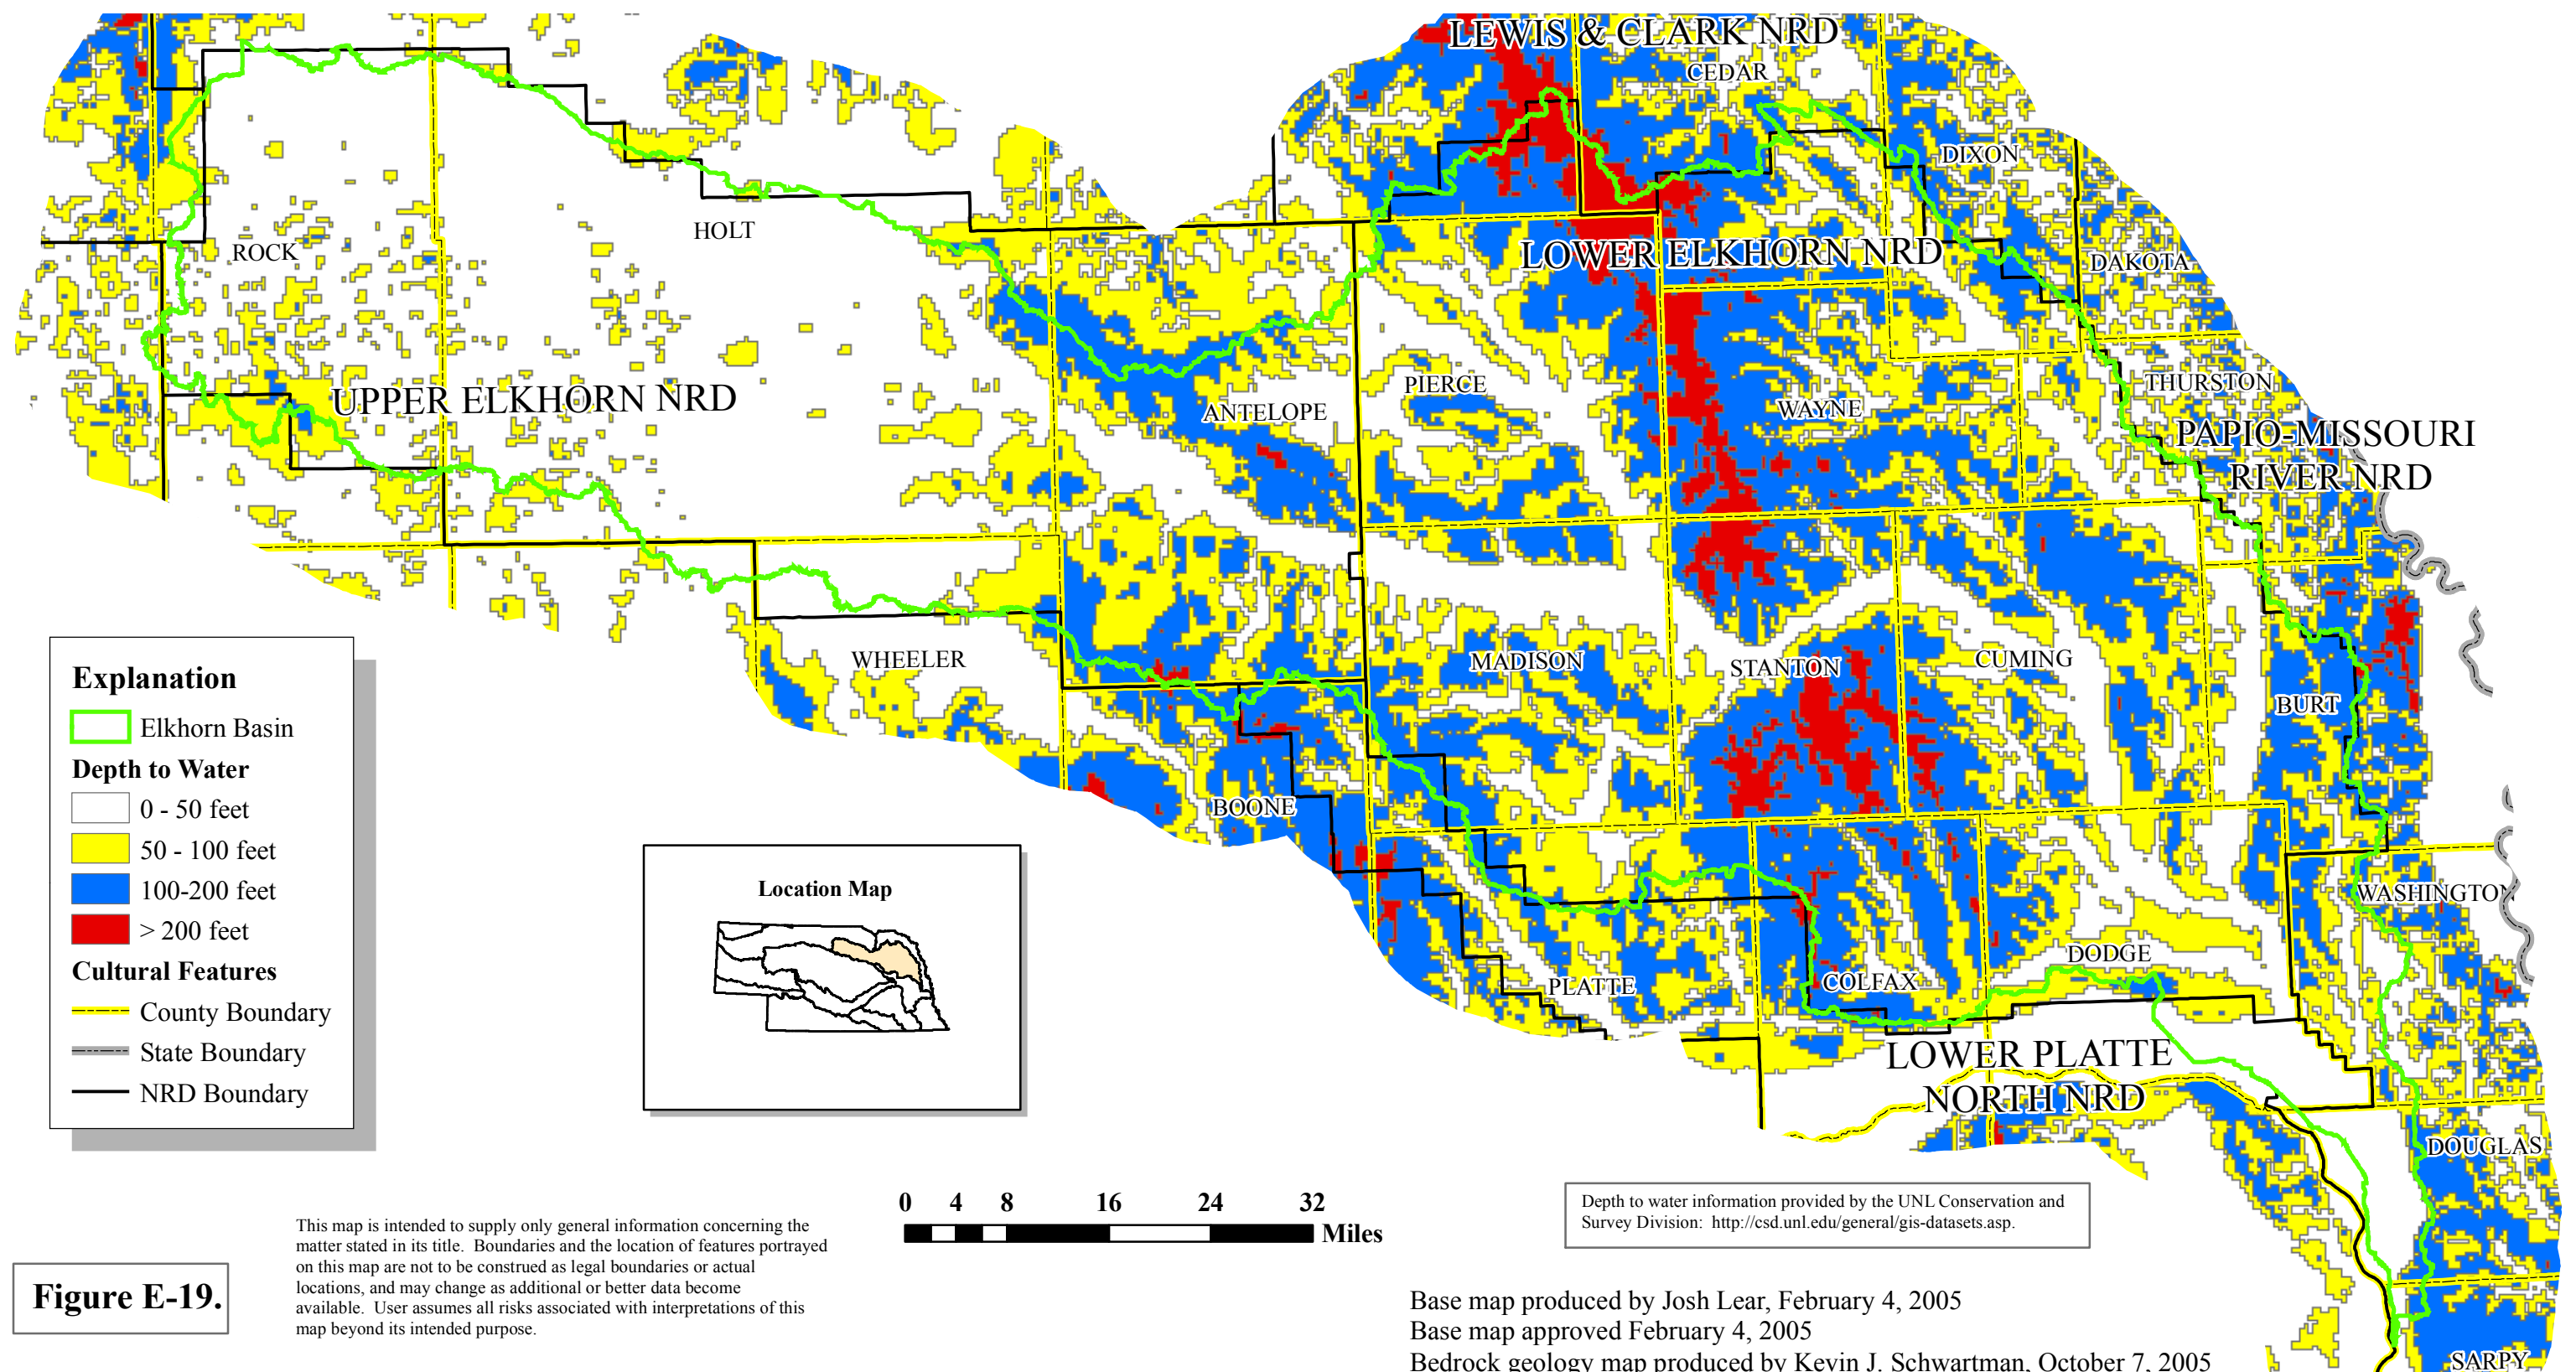 LEWIS & CLARK NRD
CEDAR
DIXON
HOLT
ROCK
LOWER ELKHORN NRD
DAKOTA
UPPER ELKHORN NRD
PIERCE
ANTELOPE
WAYNE
THURSTON
PAPIO-MISSOURI
RIVER NRD
WHEELER
MADISON
STANTON
CUMING
BURT
BOONE
WASHINGTON
PLATTE
COLFAX
DODGE
LOWER PLATTE
NORTH NRD
DOUGLAS
SARPY
Explanation
Elkhorn Basin
Depth to Water
0 - 50 feet
50 - 100 feet
100-200 feet
> 200 feet
Cultural Features
County Boundary
State Boundary
NRD Boundary
Location Map
0 4 8 16 24 32
Miles
Depth to water information provided by the UNL Conservation and
Survey Division: http://csd.unl.edu/general/gis-datasets.asp.
This map is intended to supply only general information concerning the
matter stated in its title. Boundaries and the location of features portrayed
on this map are not to be construed as legal boundaries or actual
locations, and may change as additional or better data become
available. User assumes all risks associated with interpretations of this
map beyond its intended purpose.
Figure E-19.
Base map produced by Josh Lear, February 4, 2005
Base map approved February 4, 2005
Bedrock geology map produced by Kevin J. Schwartman, October 7, 2005